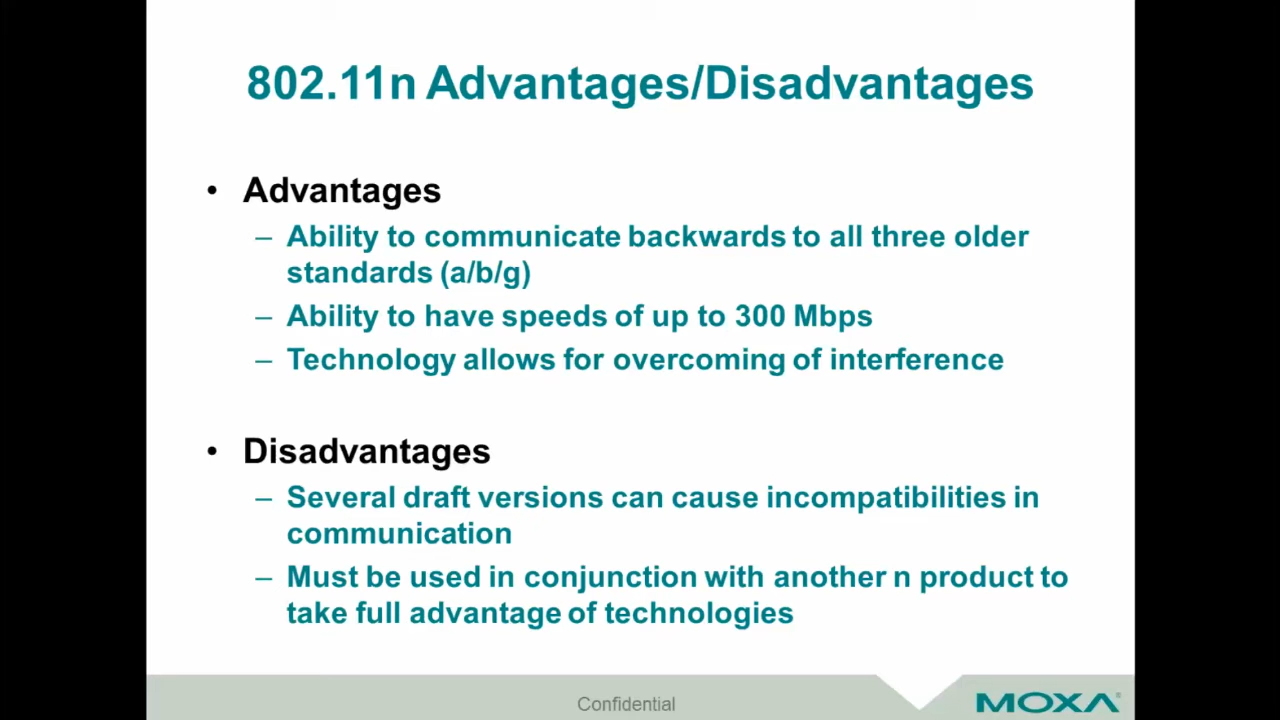 802.11n Advantages/Disadvantages
• Advantages
– Ability to communicate backwards to all three older
standards (a/b/g)
– Ability to have speeds of up to 300 Mbps
– Technology allows for overcoming of interference
• Disadvantages
– Several draft versions can cause incompatibilities in
communication
– Must be used in conjunction with another n product to
take full advantage of technologies
Confidential
MOXA®